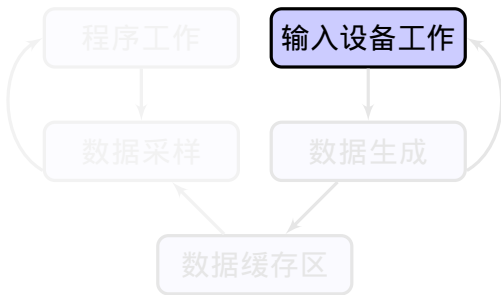 程序工作
输入设备工作
数据采样
数据生成
数据缓存区